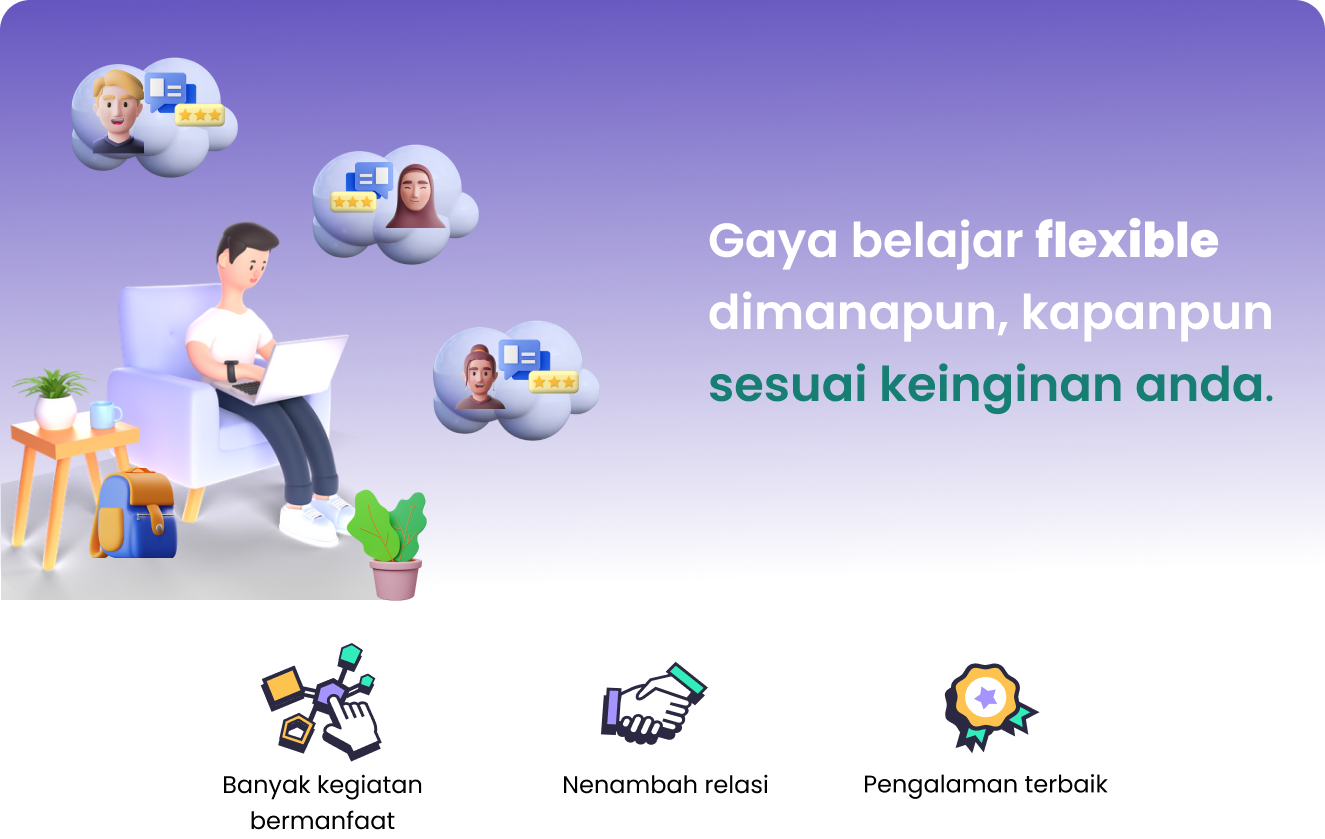 Gaya belajar flexible
dimanapun, kapanpun
sesuai keinginan anda.
Banyak kegiatan
bermanfaat
Nenambah relasi
Pengalaman terbaik